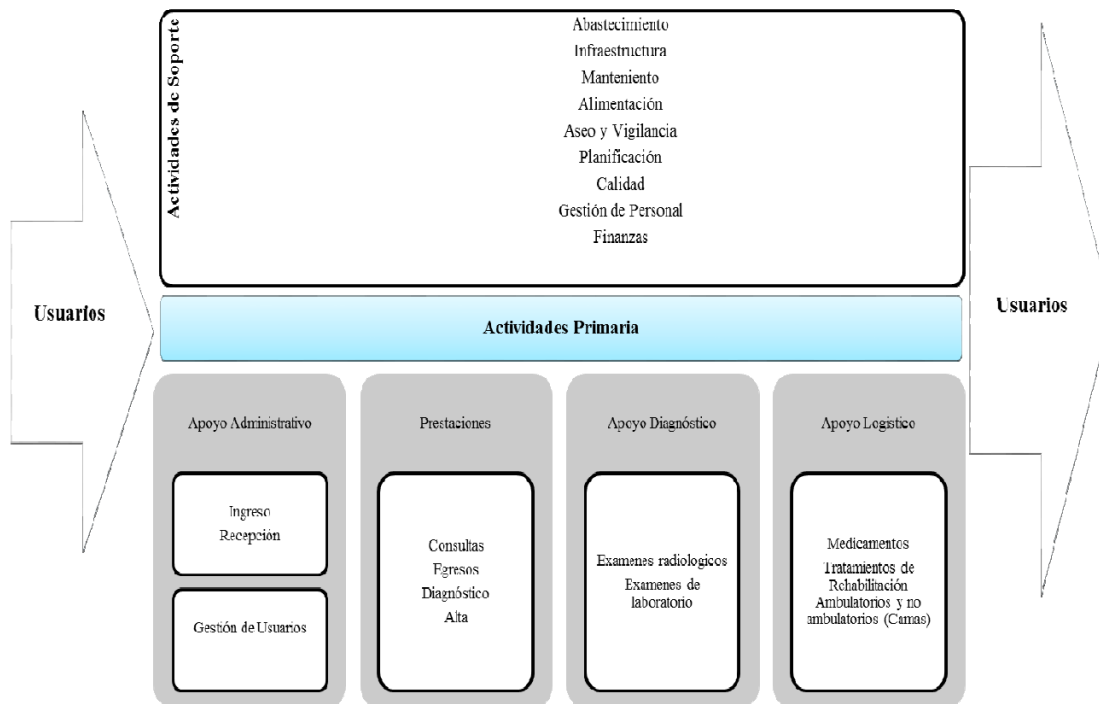 Actividades de Soporte
Abastecimiento
Infraestructura
Manteniento
Alimentación
Aseo y Vigilancia
Planificación
Calidad
Gestión de Personal
Finanzas
Usuarios
Usuarios
Actividades Primaria
Apoyo Administrativo
Ingreso
Recepción
Gestión de Usuarios
Prestaciones
Consultas
Egresos
Diagnóstico
Alta
Apoyo Diagnóstico
Examenes radiologicos
Examenes de
laboratorio
Apoyo Logístico
Medicamentos
Tratamientos de
Rehabilitación
Ambulatorios y no
ambulatorios (Camas)